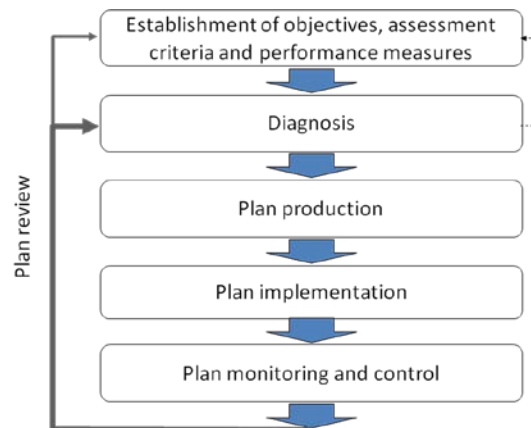 Establishment of objectives, assessment
criteria and performance measures
Diagnosis
Plan production
Plan implementation
Plan monitoring and control
Plan review